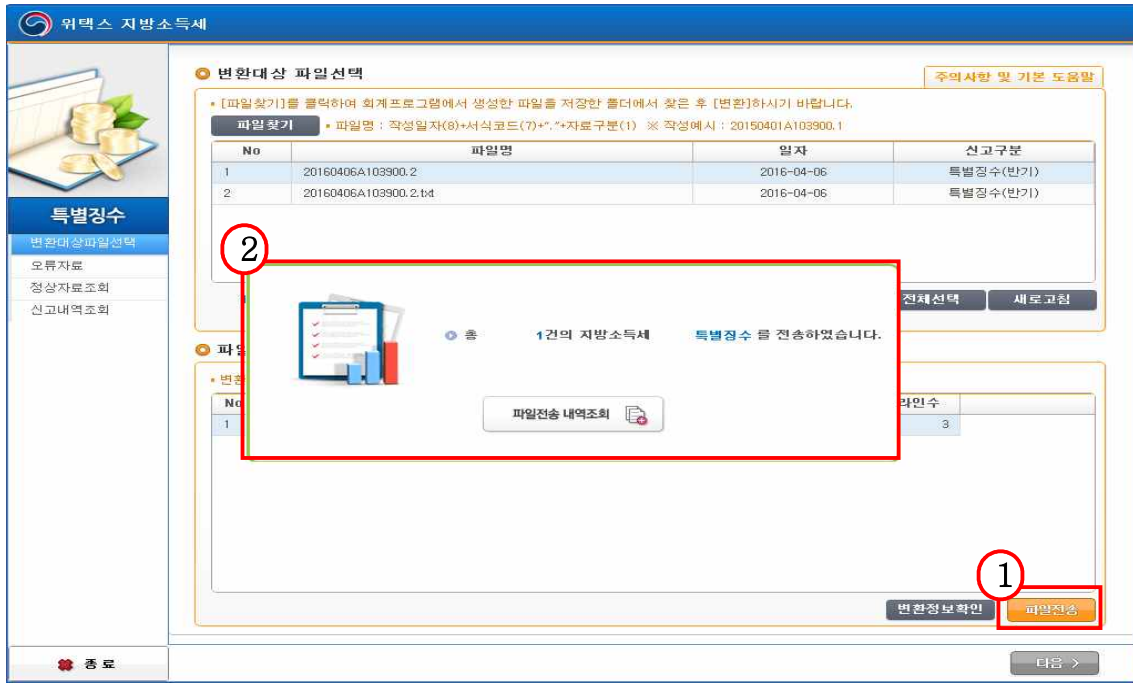 위택스 지방소득세
변환대상 파일선택
주의사항 및 기본 도움말
• [파일찾기]를 클릭하여 회계프로그램에서 생성한 파일을 저장한 폴더에서 찾은 후 [변환]하시기 바랍니다.
파일찾기 • 파일명 : 작성일자(8)+서식코드(7)+"."+자료구분(1) ※ 작성예시 : 20150401A103900.1
No 파일명 일자 신고구분
1 20160406A103900.2 2016-04-06 특별징수(반기)
2 20160406A103900.2.txt 2016-04-06 특별징수(반기)
특별징수
변환대상파일선택
오류자료
정상자료조회
신고내역조회
전체선택 새로고침
2
총 1건의 지방소득세 특별징수 를 전송하였습니다.
파일전송 내역조회
파일
• 변환
No 라인수
1 3
1
변환정보확인 파일전송
종료 다음 >